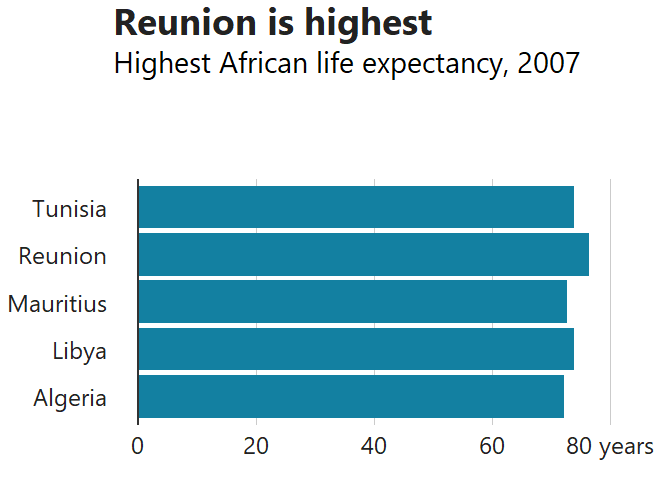 Reunion is highest
Highest African life expectancy, 2007
Tunisia
Reunion
Mauritius
Libya
Algeria
0 20 40 60 80 years